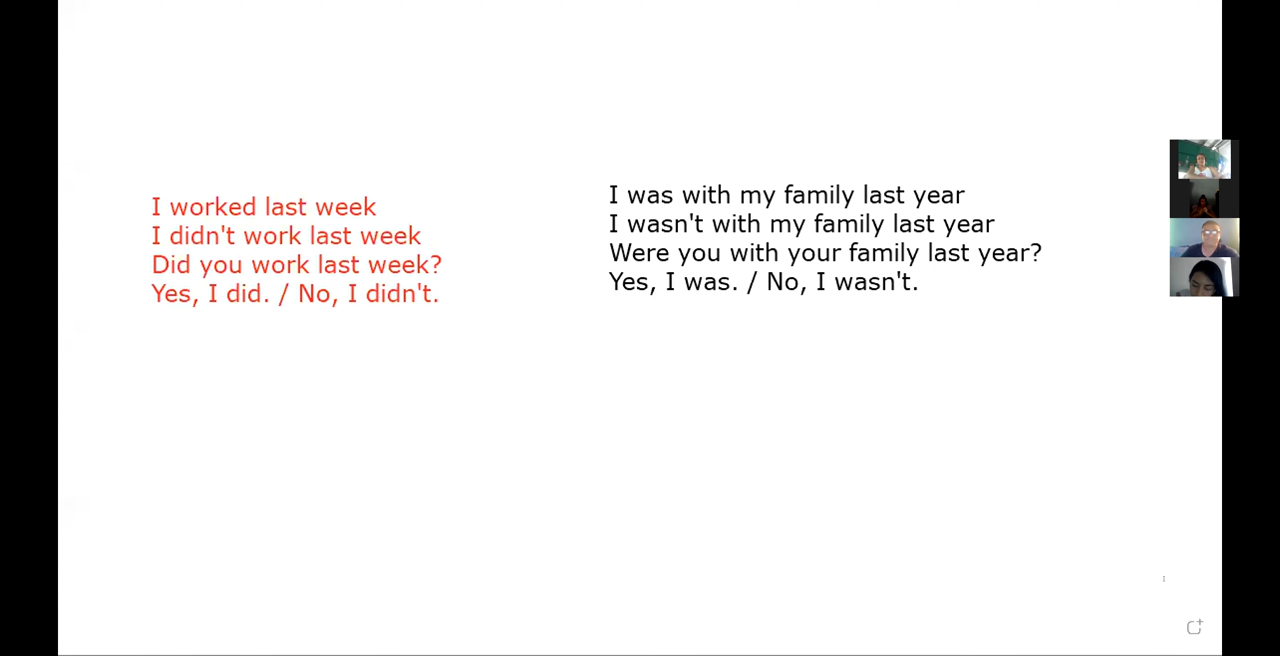 I worked last week
I didn't work last week
Did you work last week?
Yes, I did. / No, I didn't.
I was with my family last year
I wasn't with my family last year
Were you with your family last year?
Yes, I was. / No, I wasn't.